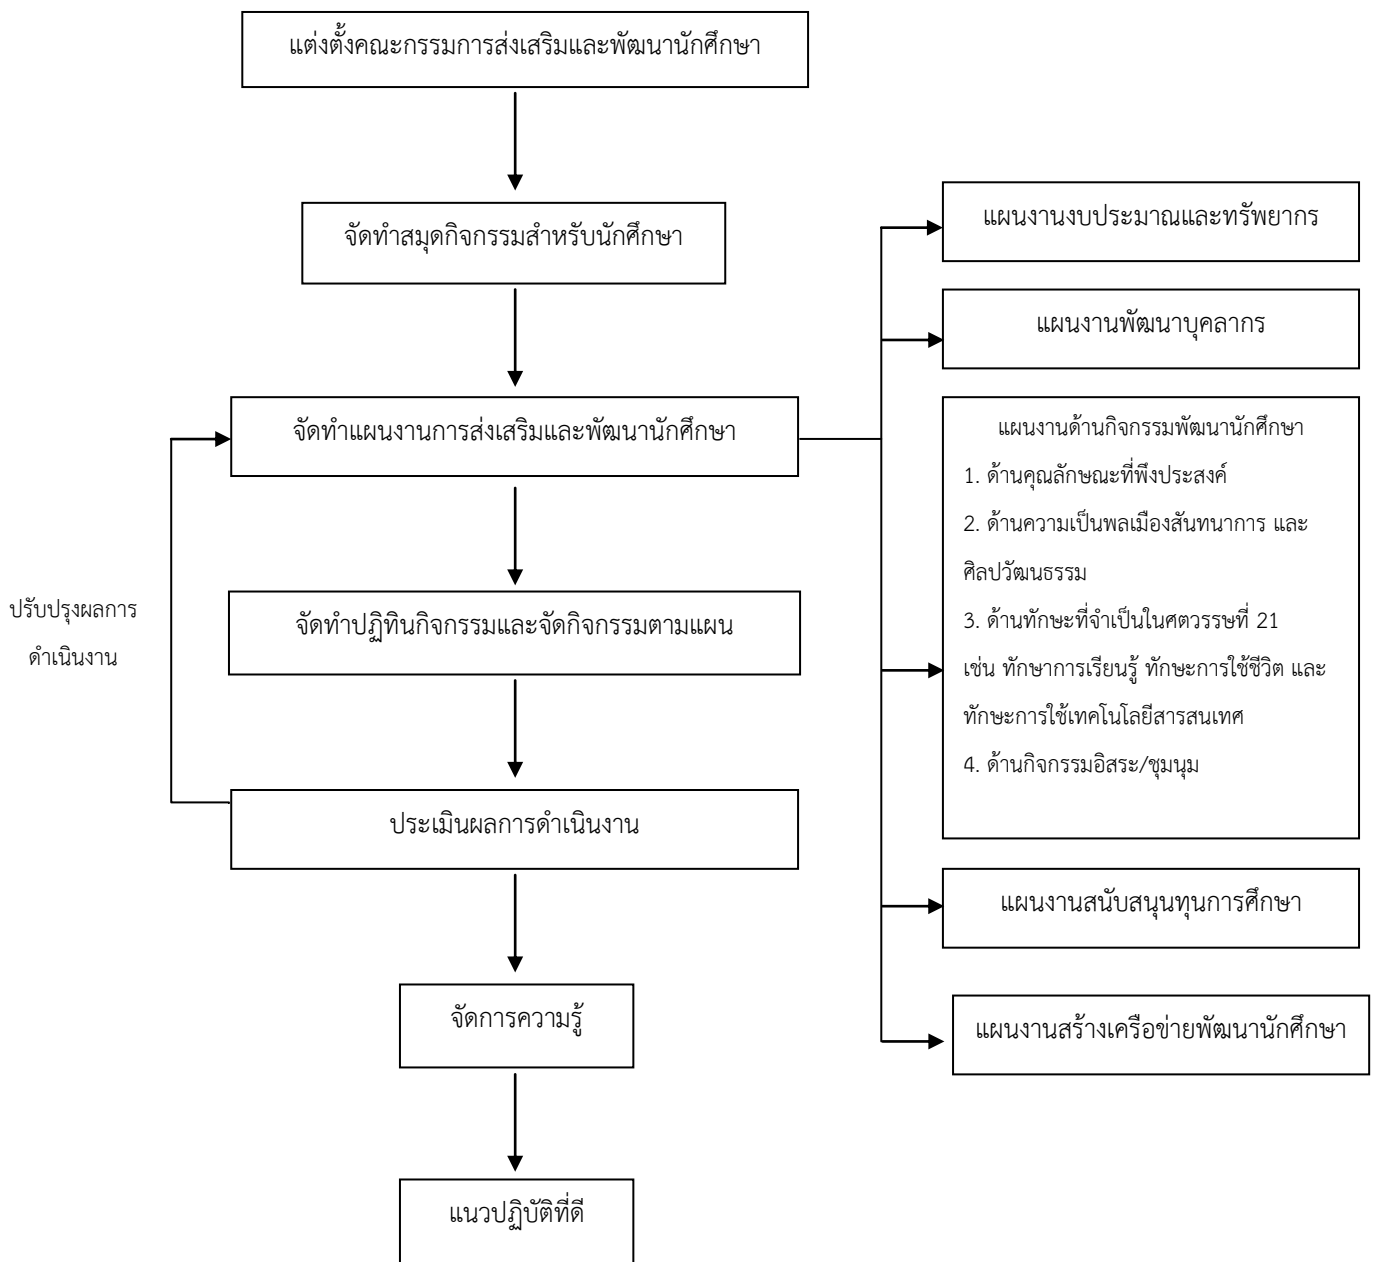 แต่งตั้งคณะกรรมการส่งเสริมและพัฒนานักศึกษา
จัดทำสมุดกิจกรรมสำหรับนักศึกษา
จัดทำแผนงานการส่งเสริมและพัฒนานักศึกษา
จัดทำปฏิทินกิจกรรมและจัดกิจกรรมตามแผน
ปรับปรุงผลการ
ดำเนินงาน
ประเมินผลการดำเนินงาน
จัดการความรู้
แนวปฏิบัติที่ดี
แผนงานงบประมาณและทรัพยากร
แผนงานพัฒนาบุคลากร
แผนงานด้านกิจกรรมพัฒนานักศึกษา
1. ด้านคุณลักษณะที่พึงประสงค์
2. ด้านความเป็นพลเมืองสันทนาการ และ
ศิลปวัฒนธรรม
3. ด้านทักษะที่จำเป็นในศตวรรษที่ 21
เช่น ทักษาการเรียนรู้ ทักษะการใช้ชีวิต และ
ทักษะการใช้เทคโนโลยีสารสนเทศ
4. ด้านกิจกรรมอิสระ/ชุมนุม
แผนงานสนับสนุนทุนการศึกษา
แผนงานสร้างเครือข่ายพัฒนานักศึกษา